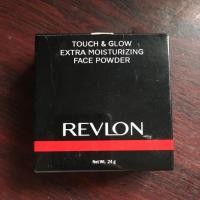 TOUCH & GLOW
EXTRA MOISTURIZING
FACE POWDER
REVLON
Net Wt. 24 g